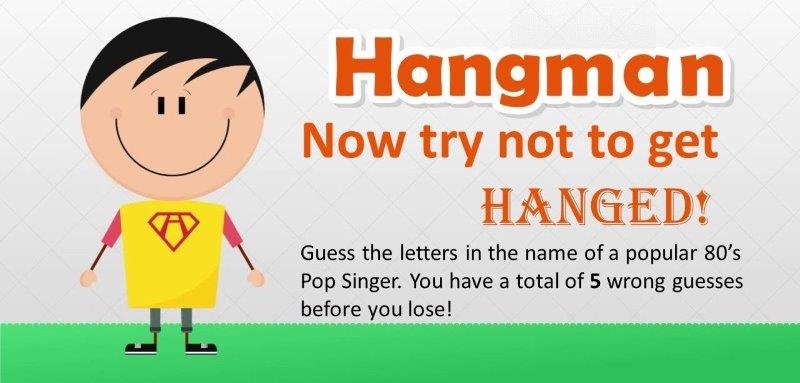 Hangman
Now try not to get
HANGED!
Guess the letters in the name of a popular 80’s
Pop Singer. You have a total of 5 wrong guesses
before you lose!
H